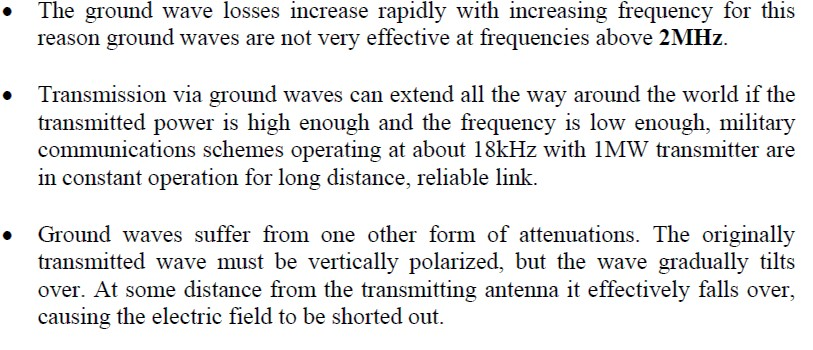 • The ground wave losses increase rapidly with increasing frequency for this
reason ground waves are not very effective at frequencies above 2MHz.
• Transmission via ground waves can extend all the way around the world if the
transmitted power is high enough and the frequency is low enough, military
communications schemes operating at about 18kHz with 1MW transmitter are
in constant operation for long distance, reliable link.
• Ground waves suffer from one other form of attenuations. The originally
transmitted wave must be vertically polarized, but the wave gradually tilts
over. At some distance from the transmitting antenna it effectively falls over,
causing the electric field to be shorted out.